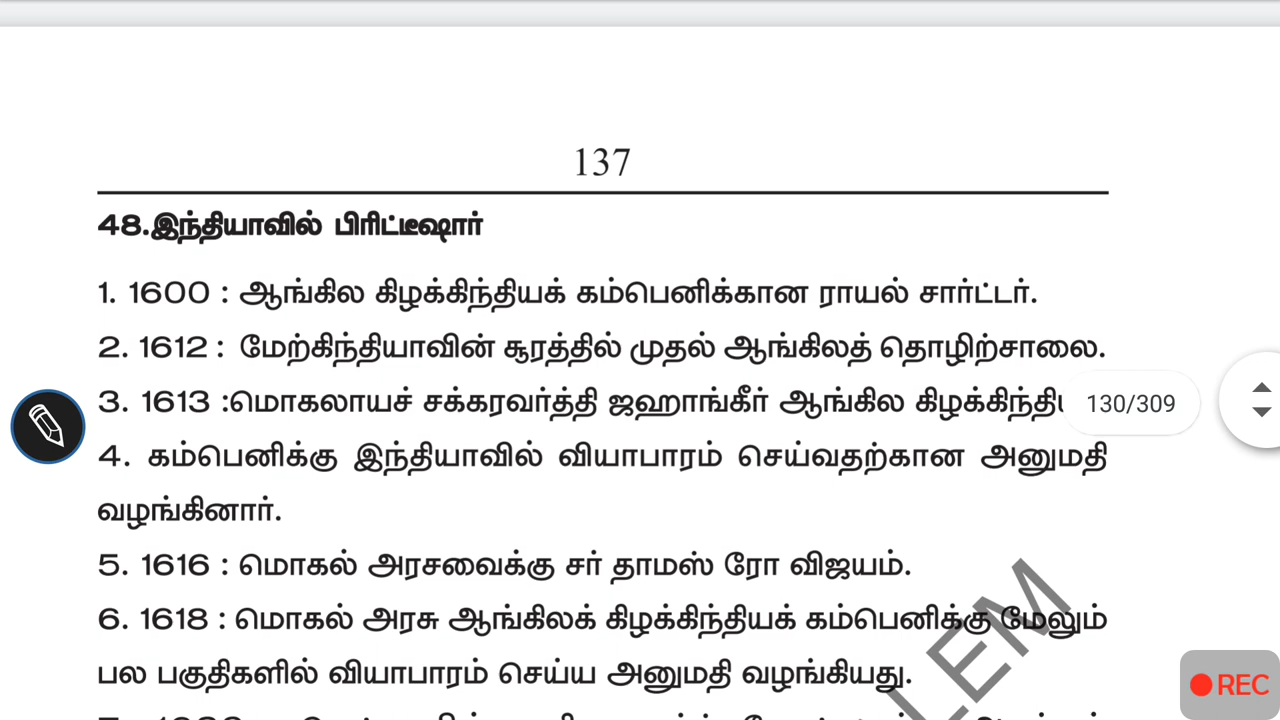 137
48.இந்தியாவில் பிரிட்டீஷார்
1. 1600 : ஆங்கில கிழக்கிந்தியக் கம்பெனிக்கான ராயல் சார்ட்டர்.
2. 1612 : மேற்கிந்தியாவின் சூரத்தில் முதல் ஆங்கிலத் தொழிற்சாலை.
3. 1613 :மொகலாயச் சக்கரவர்த்தி ஜஹாங்கீர் ஆங்கில
130/309
4. கம்பெனிக்கு இந்தியாவில் வியாபாரம் செய்வதற்கான அனுமதி
வழங்கினார்.
5. 1616 : மொகல் அரசவைக்கு சர் தாமஸ் ரோ விஜயம்.
6. 1618 : மொகல் அரசு ஆங்கிலக் கிழக்கிந்தியக் கம்பெனிக்கு மேலும்
பல பகுதிகளில் வியாபாரம் செய்ய அனுமதி வழங்கியது.
LEM
REC